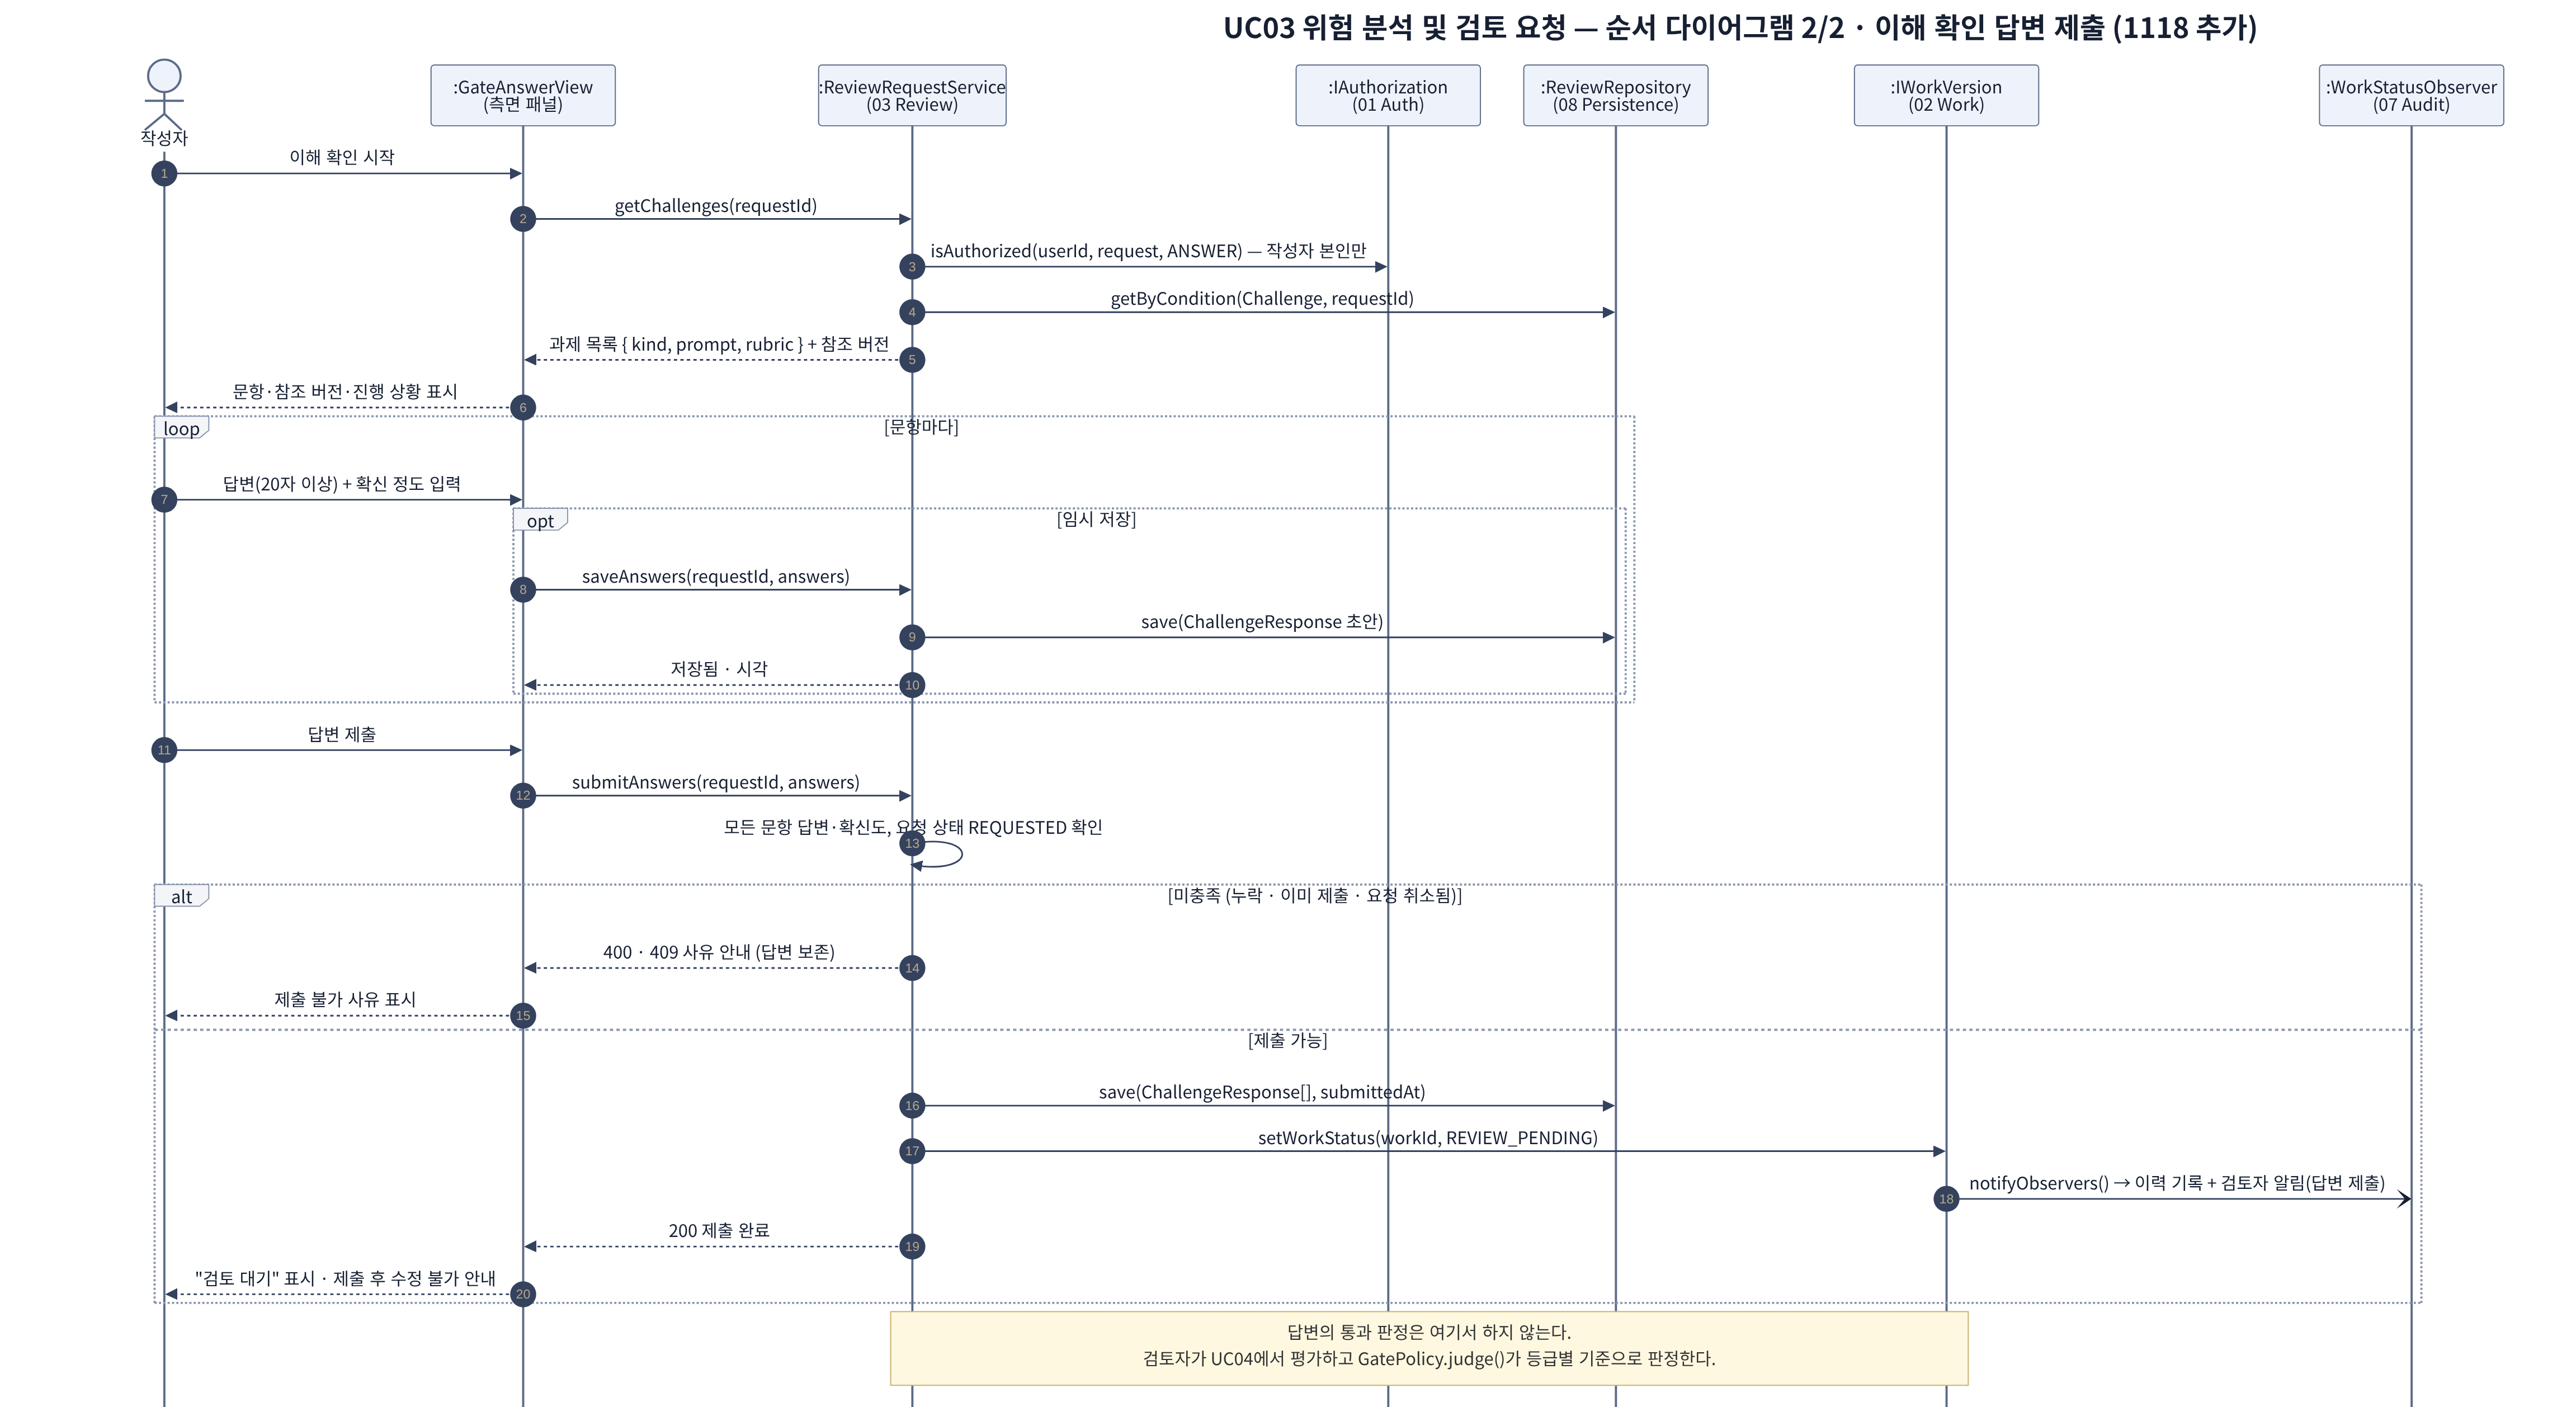 UC03 위험 분석 및 검토 요청 — 순서 다이어그램 2/2 · 이해 확인 답변 제출 (1118 추가)
작성자
:GateAnswerView
(측면 패널)
:ReviewRequestService
(03 Review)
:IAuthorization
(01 Auth)
:ReviewRepository
(08 Persistence)
:IWorkVersion
(02 Work)
:WorkStatusObserver
(07 Audit)
1
이해 확인 시작
2
getChallenges(requestId)
3
isAuthorized(userId, request, ANSWER) — 작성자 본인만
4
getByCondition(Challenge, requestId)
5
과제 목록 { kind, prompt, rubric } + 참조 버전
6
문항·참조 버전·진행 상황 표시
loop
[문항마다]
7
답변(20자 이상) + 확신 정도 입력
opt
[임시 저장]
8
saveAnswers(requestId, answers)
9
save(ChallengeResponse 초안)
10
저장됨 · 시각
11
답변 제출
12
submitAnswers(requestId, answers)
13
모든 문항 답변·확신도, 요청 상태 REQUESTED 확인
alt
[미충족 (누락 · 이미 제출 · 요청 취소됨)]
14
400 · 409 사유 안내 (답변 보존)
15
제출 불가 사유 표시
[제출 가능]
16
save(ChallengeResponse[], submittedAt)
17
setWorkStatus(workId, REVIEW_PENDING)
18
notifyObservers() → 이력 기록 + 검토자 알림(답변 제출)
19
200 제출 완료
20
"검토 대기" 표시 · 제출 후 수정 불가 안내
답변의 통과 판정은 여기서 하지 않는다.
검토자가 UC04에서 평가하고 GatePolicy.judge()가 등급별 기준으로 판정한다.